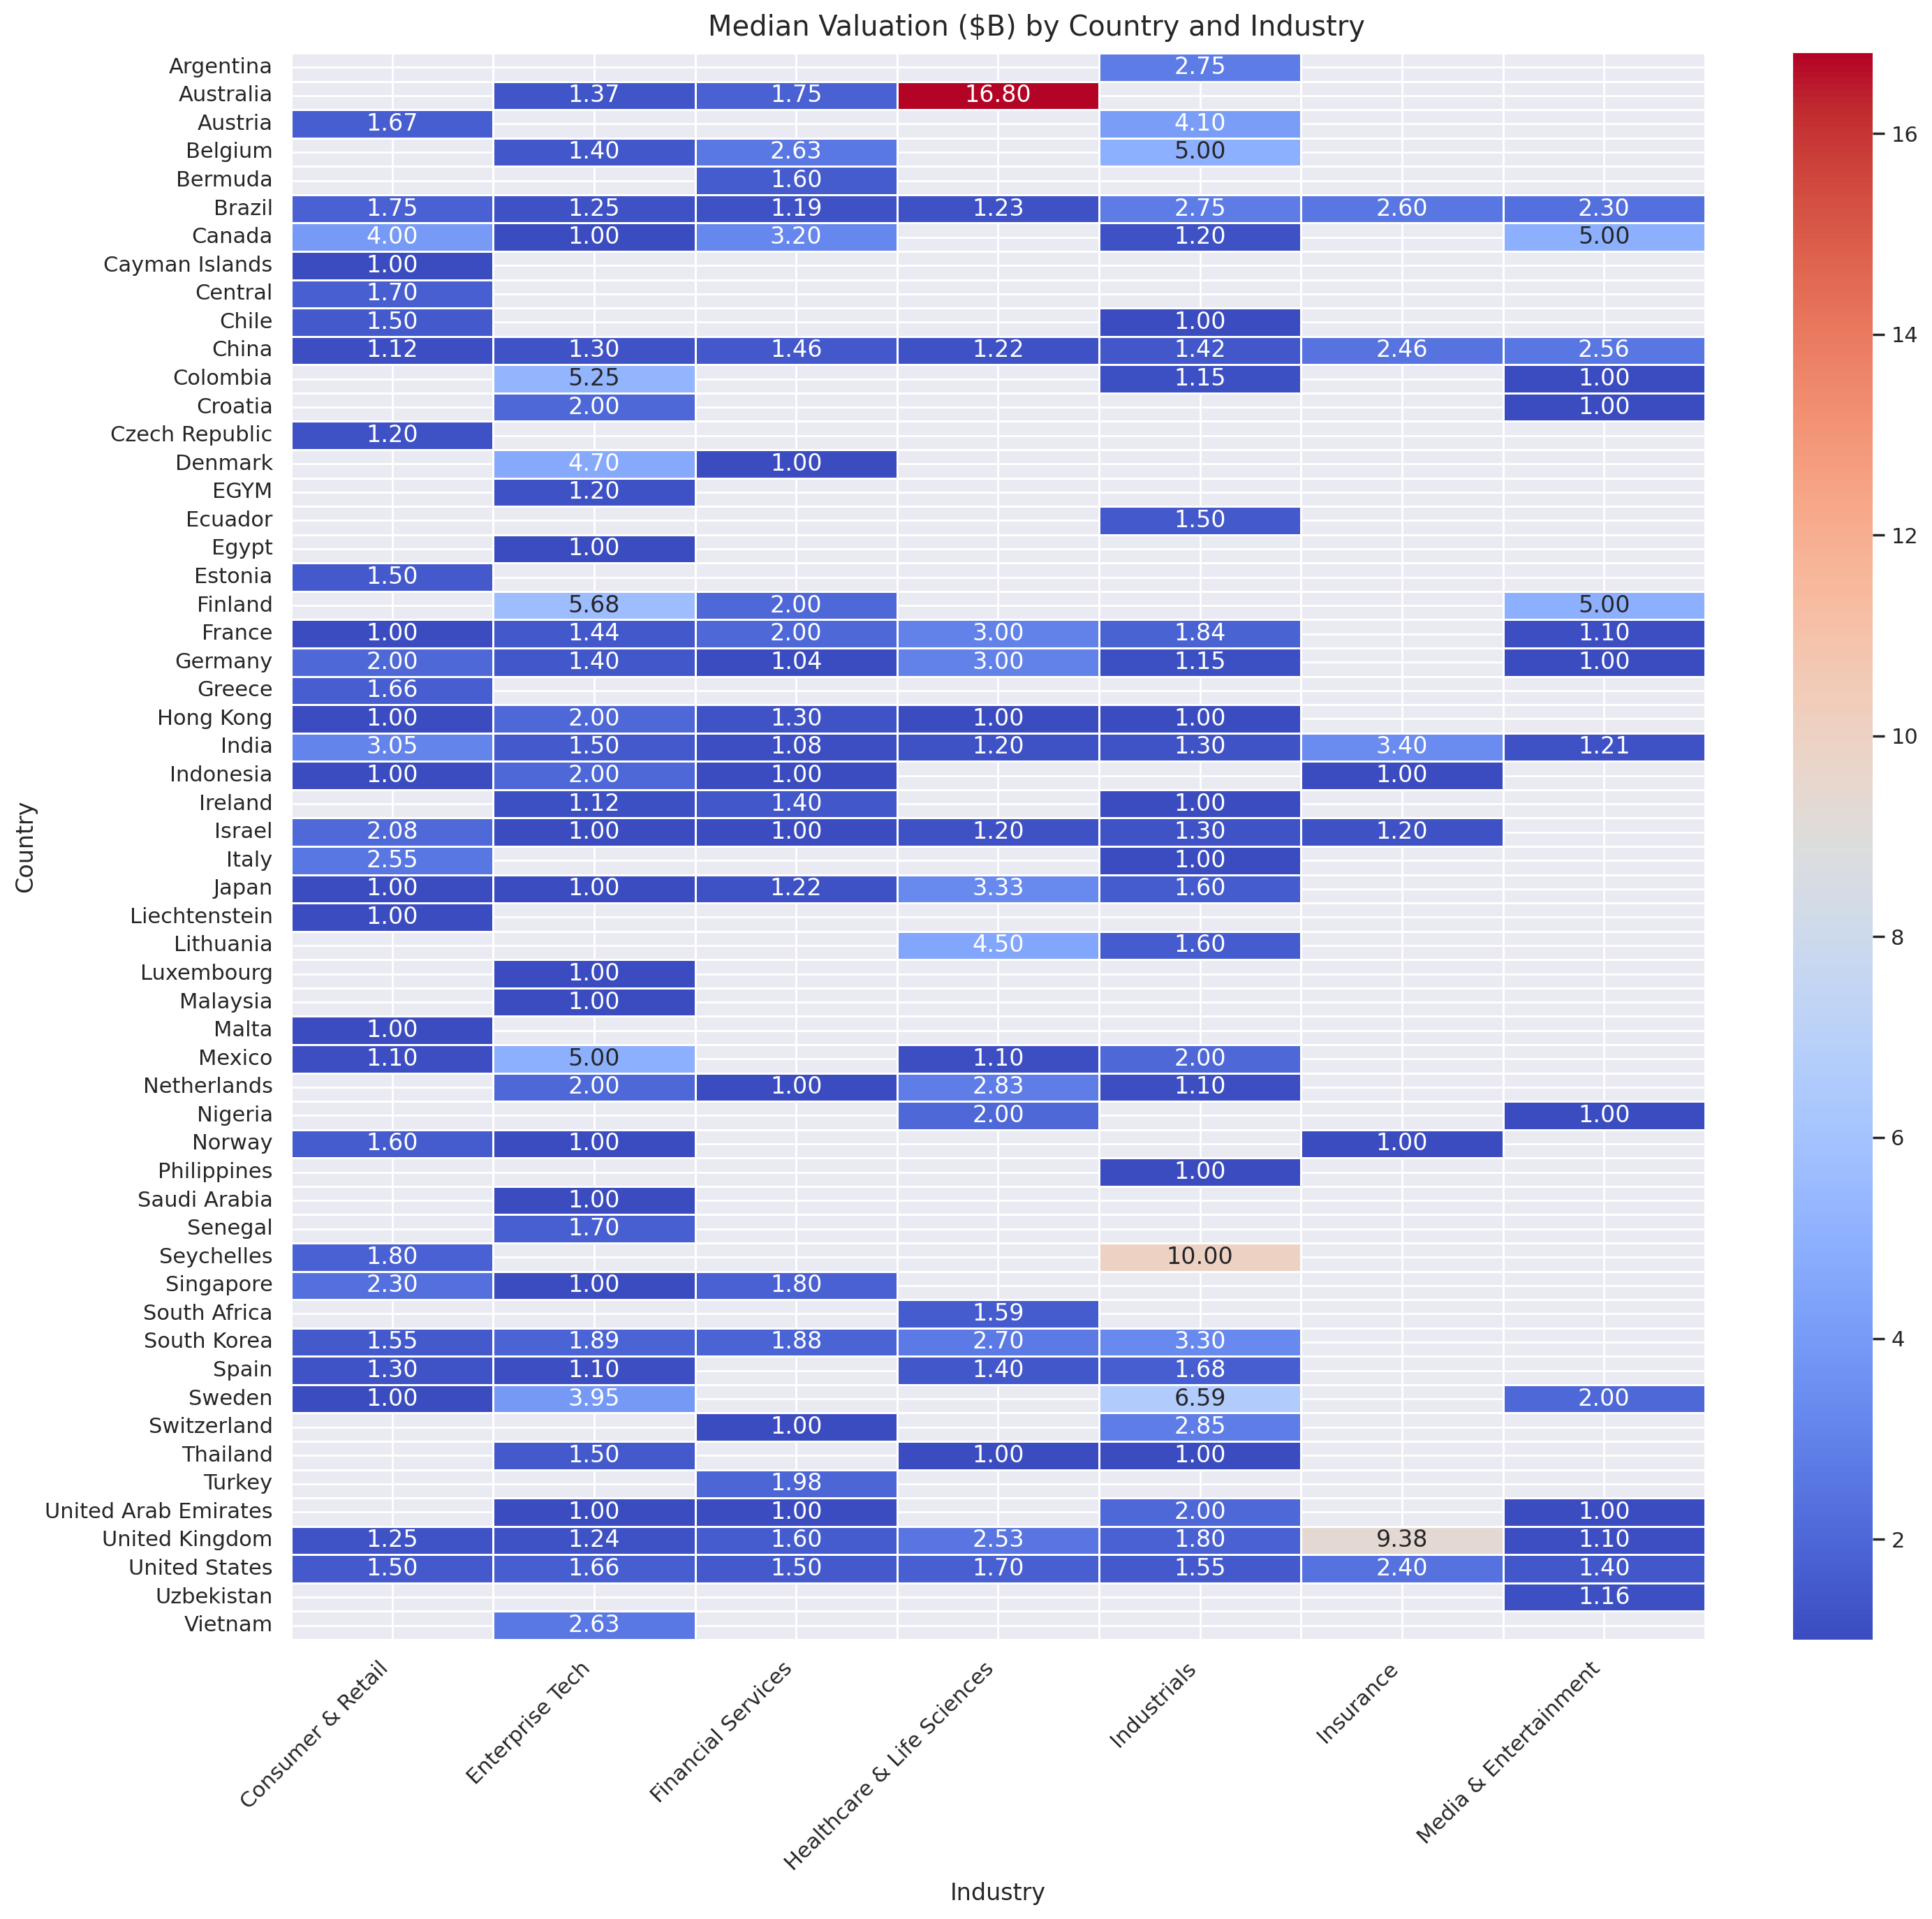 Median Valuation ($B) by Country and Industry
Argentina 2.75
Australia 1.37 1.75 16.80
Austria 1.67 4.10
Belgium 1.40 2.63 5.00
Bermuda 1.60
Brazil 1.75 1.25 1.19 1.23 2.75 2.60 2.30
Canada 4.00 1.00 3.20 1.20 5.00
Cayman Islands 1.00
Central 1.70
Chile 1.50 1.00
China 1.12 1.30 1.46 1.22 1.42 2.46 2.56
Colombia 5.25 1.15 1.00
Croatia 2.00 1.00
Czech Republic 1.20
Denmark 4.70 1.00
EGYM 1.20
Ecuador 1.50
Egypt 1.00
Estonia 1.50
Finland 5.68 2.00 5.00
France 1.00 1.44 2.00 3.00 1.84 1.10
Germany 2.00 1.40 1.04 3.00 1.15 1.00
Greece 1.66
Hong Kong 1.00 2.00 1.30 1.00 1.00
India 3.05 1.50 1.08 1.20 1.30 3.40 1.21
Indonesia 1.00 2.00 1.00 1.00
Ireland 1.12 1.40 1.00
Israel 2.08 1.00 1.00 1.20 1.30 1.20
Italy 2.55 1.00
Japan 1.00 1.00 1.22 3.33 1.60
Liechtenstein 1.00
Lithuania 4.50 1.60
Luxembourg 1.00
Malaysia 1.00
Malta 1.00
Mexico 1.10 5.00 1.10 2.00
Netherlands 2.00 1.00 2.83 1.10
Nigeria 2.00 1.00
Norway 1.60 1.00 1.00
Philippines 1.00
Saudi Arabia 1.00
Senegal 1.70
Seychelles 1.80 10.00
Singapore 2.30 1.00 1.80
South Africa 1.59
South Korea 1.55 1.89 1.88 2.70 3.30
Spain 1.30 1.10 1.40 1.68
Sweden 1.00 3.95 6.59 2.00
Switzerland 1.00 2.85
Thailand 1.50 1.00 1.00
Turkey 1.98
United Arab Emirates 1.00 1.00 2.00 1.00
United Kingdom 1.25 1.24 1.60 2.53 1.80 9.38 1.10
United States 1.50 1.66 1.50 1.70 1.55 2.40 1.40
Uzbekistan 1.16
Vietnam 2.63
Country
Consumer & Retail
Enterprise Tech
Financial Services
Healthcare & Life Sciences
Industrials
Insurance
Media & Entertainment
Industry
16
14
12
10
8
6
4
2